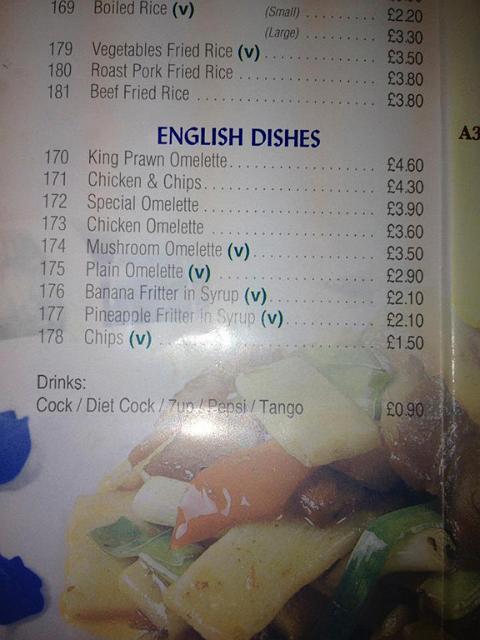 169 Boiled Rice (v) (Small) £2.20
(Large) £3.30
179 Vegetables Fried Rice (v) £3.50
180 Roast Pork Fried Rice £3.80
181 Beef Fried Rice £3.80
ENGLISH DISHES
170 King Prawn Omelette £4.60
171 Chicken & Chips £4.30
172 Special Omelette £3.90
173 Chicken Omelette £3.60
174 Mushroom Omelette (v) £3.50
175 Plain Omelette (v) £2.90
176 Banana Fritter in Syrup (v) £2.10
177 Pineapple Fritter in Syrup (v) £2.10
178 Chips (v) £1.50
Drinks:
Cock / Diet Cock / 7up / Pepsi / Tango £0.90
A3